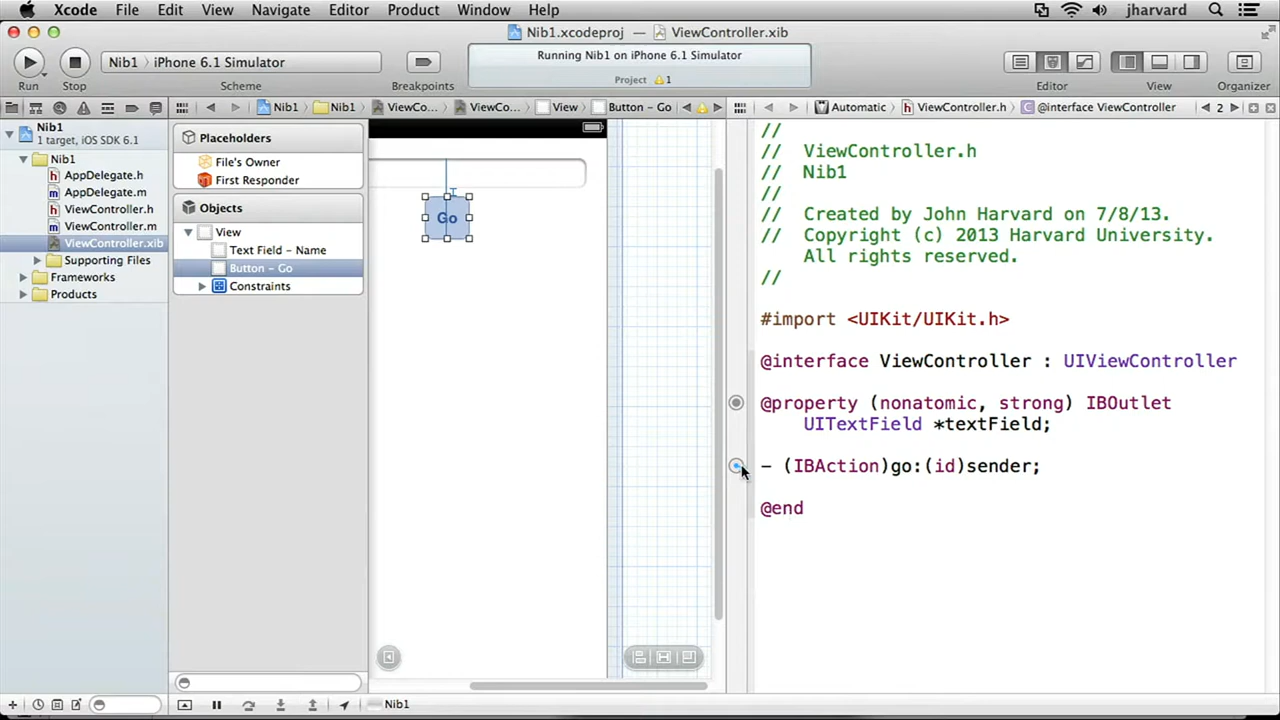 Xcode File Edit View Navigate Editor Product Window Help jharvard
Nib1.xcodeproj — ViewController.xib
Nib1 iPhone 6.1 Simulator
Running Nib1 on iPhone 6.1 Simulator
Project 1
Run Stop Scheme Breakpoints Editor View Organizer
Nib1 Nib1 ViewCo... ViewCo... View Button – Go
Automatic ViewController.h @interface ViewController 2
Nib1
1 target, iOS SDK 6.1
Nib1
AppDelegate.h
AppDelegate.m
ViewController.h
ViewController.m
ViewController.xib
Supporting Files
Frameworks
Products
Placeholders
File's Owner
First Responder
Objects
View
Text Field – Name
Button – Go
Constraints
Go
//
// ViewController.h
// Nib1
//
// Created by John Harvard on 7/8/13.
// Copyright (c) 2013 Harvard University.
All rights reserved.
//
#import <UIKit/UIKit.h>
@interface ViewController : UIViewController
@property (nonatomic, strong) IBOutlet
UITextField *textField;
- (IBAction)go:(id)sender;
@end
Nib1